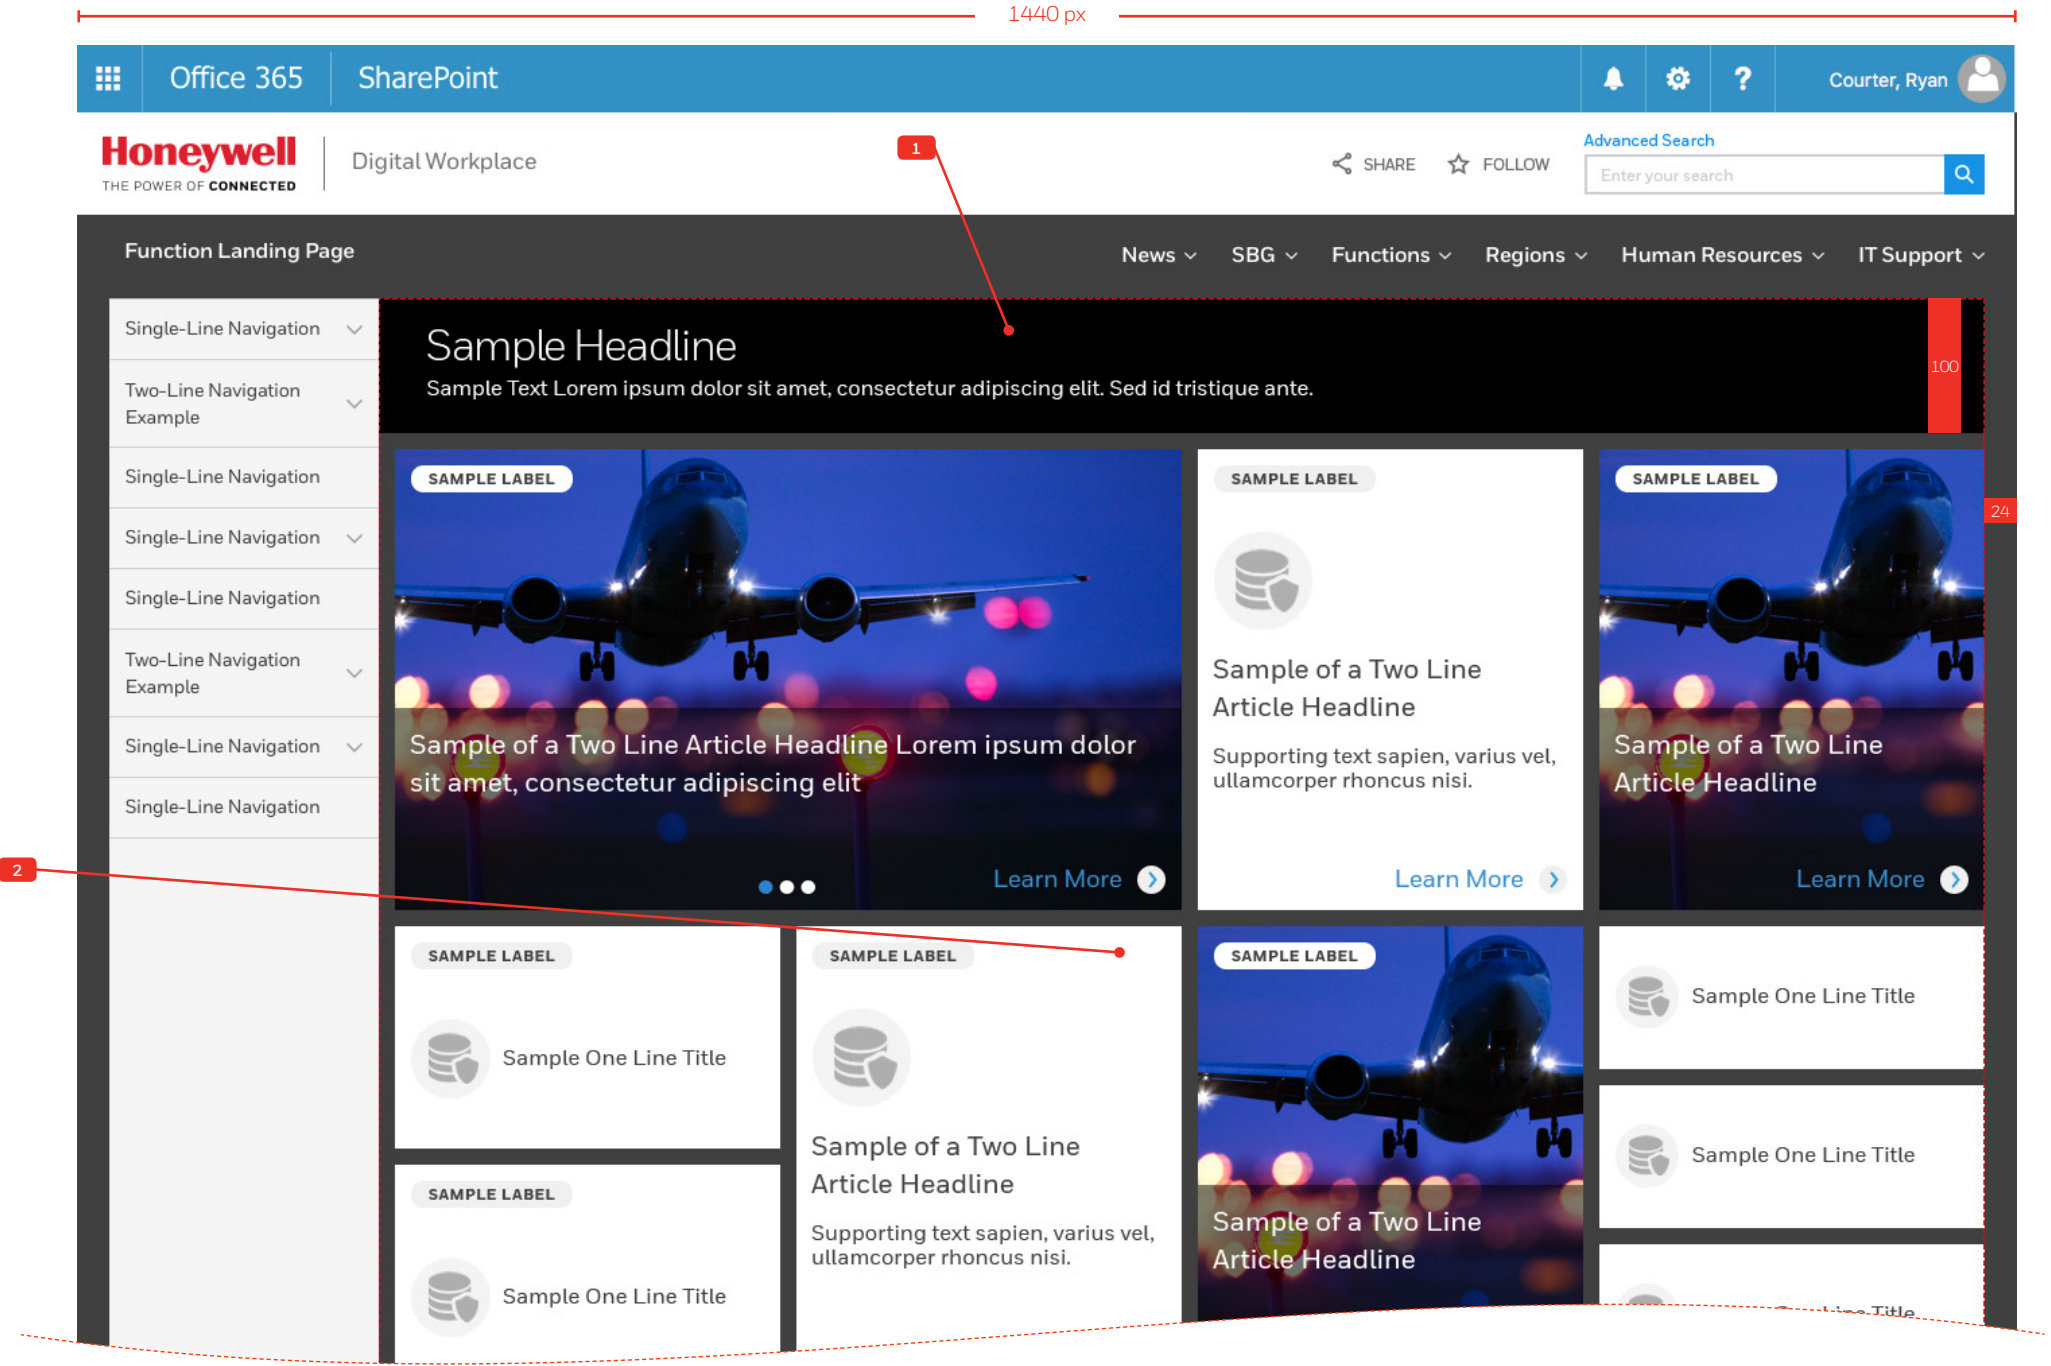 1440 px
Office 365
SharePoint
?
Courter, Ryan
Honeywell
THE POWER OF CONNECTED
Digital Workplace
1
SHARE
FOLLOW
Advanced Search
Enter your search
Function Landing Page
News
SBG
Functions
Regions
Human Resources
IT Support
Single-Line Navigation
Two-Line Navigation
Example
Single-Line Navigation
Single-Line Navigation
Single-Line Navigation
Two-Line Navigation
Example
Single-Line Navigation
Single-Line Navigation
Sample Headline
Sample Text Lorem ipsum dolor sit amet, consectetur adipiscing elit. Sed id tristique ante.
100
SAMPLE LABEL
Sample of a Two Line Article Headline Lorem ipsum dolor
sit amet, consectetur adipiscing elit
Learn More
SAMPLE LABEL
Sample of a Two Line
Article Headline
Supporting text sapien, varius vel,
ullamcorper rhoncus nisi.
Learn More
SAMPLE LABEL
Sample of a Two Line
Article Headline
Learn More
24
2
SAMPLE LABEL
Sample One Line Title
SAMPLE LABEL
Sample One Line Title
SAMPLE LABEL
Sample of a Two Line
Article Headline
Supporting text sapien, varius vel,
ullamcorper rhoncus nisi.
SAMPLE LABEL
Sample of a Two Line
Article Headline
Sample One Line Title
Sample One Line Title
Line Title